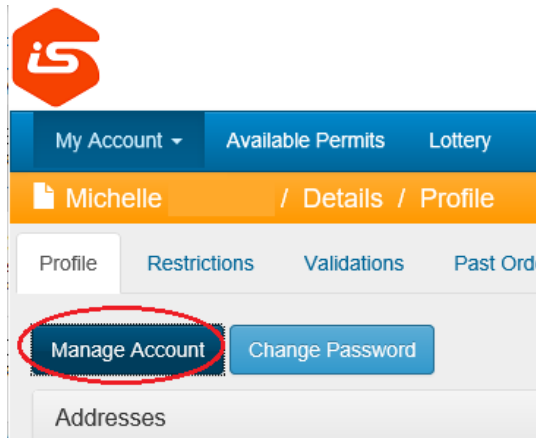 iS
My Account Available Permits Lottery
Michelle / Details / Profile
Profile Restrictions Validations Past Ord
Manage Account Change Password
Addresses